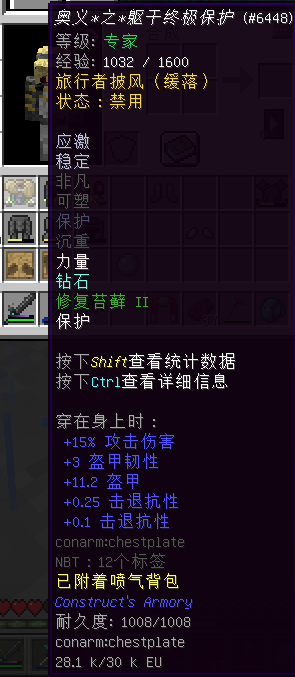 奥义*之*躯干终极保护 (#6448)
等级: 专家
经验: 1032 / 1600
旅行者披风 (缓落)
状态：禁用
应激
稳定
非凡
可塑
保护
沉重
力量
钻石
修复苔藓 II
保护
按下Shift查看统计数据
按下Ctrl查看详细信息
穿在身上时：
+15% 攻击伤害
+3 盔甲韧性
+11.2 盔甲
+0.25 击退抗性
+0.1 击退抗性
conarm:chestplate
NBT：12个标签
已附着喷气背包
Construct's Armory
耐久度: 1008/1008
conarm:chestplate
28.1 k/30 k EU